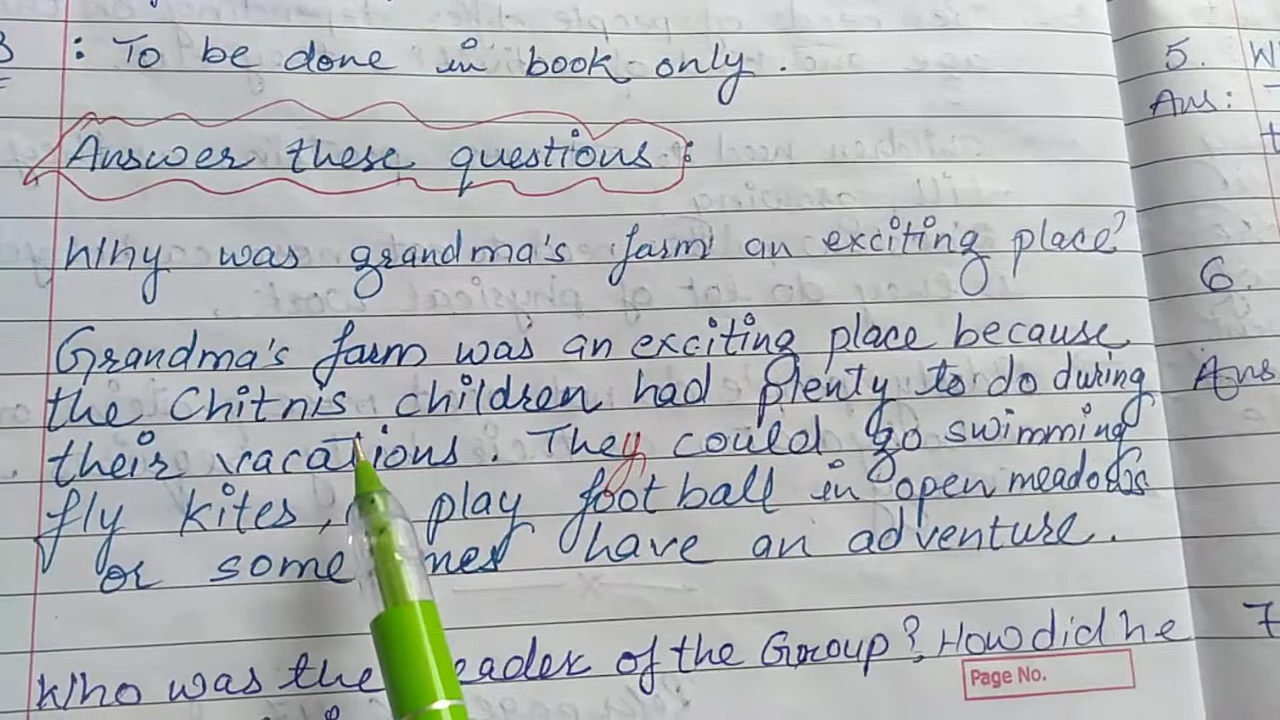 : To be done in book only.
Answer these questions :
Why was grandma's farm an exciting place?
Grandma's farm was an exciting place because
the Chitnis children had plenty to do during
their vacations. They could go swimming
fly kites, play football in open meadows
or some have an adventure.
Who was the leader of the Group? How did he
Page No.
5.
Ans:
6.
Ans
7